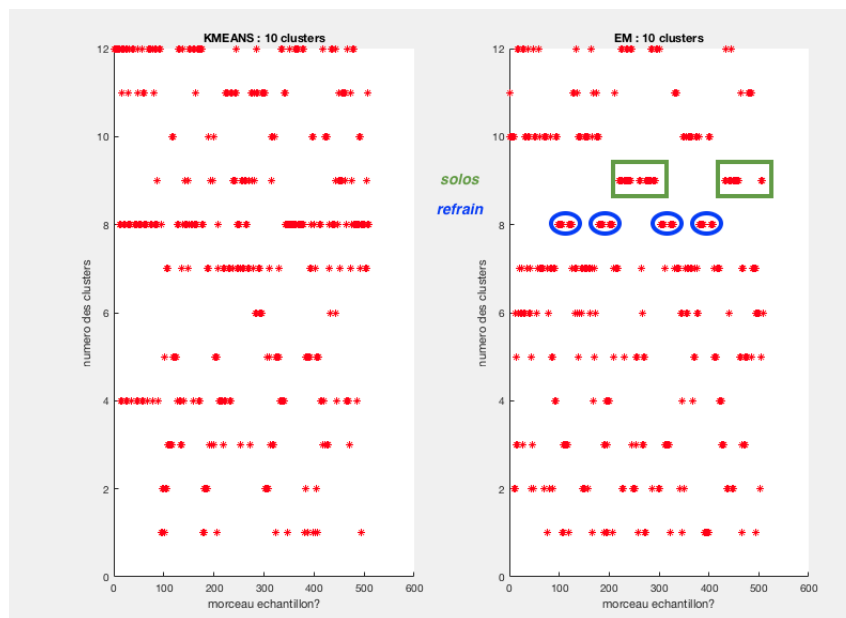 KMEANS : 10 clusters
12
10
8
6
4
2
0
numero des clusters
0 100 200 300 400 500 600
morceau echantillon?
solos
refrain
EM : 10 clusters
12
10
8
6
4
2
0
numero des clusters
0 100 200 300 400 500 600
morceau echantillon?